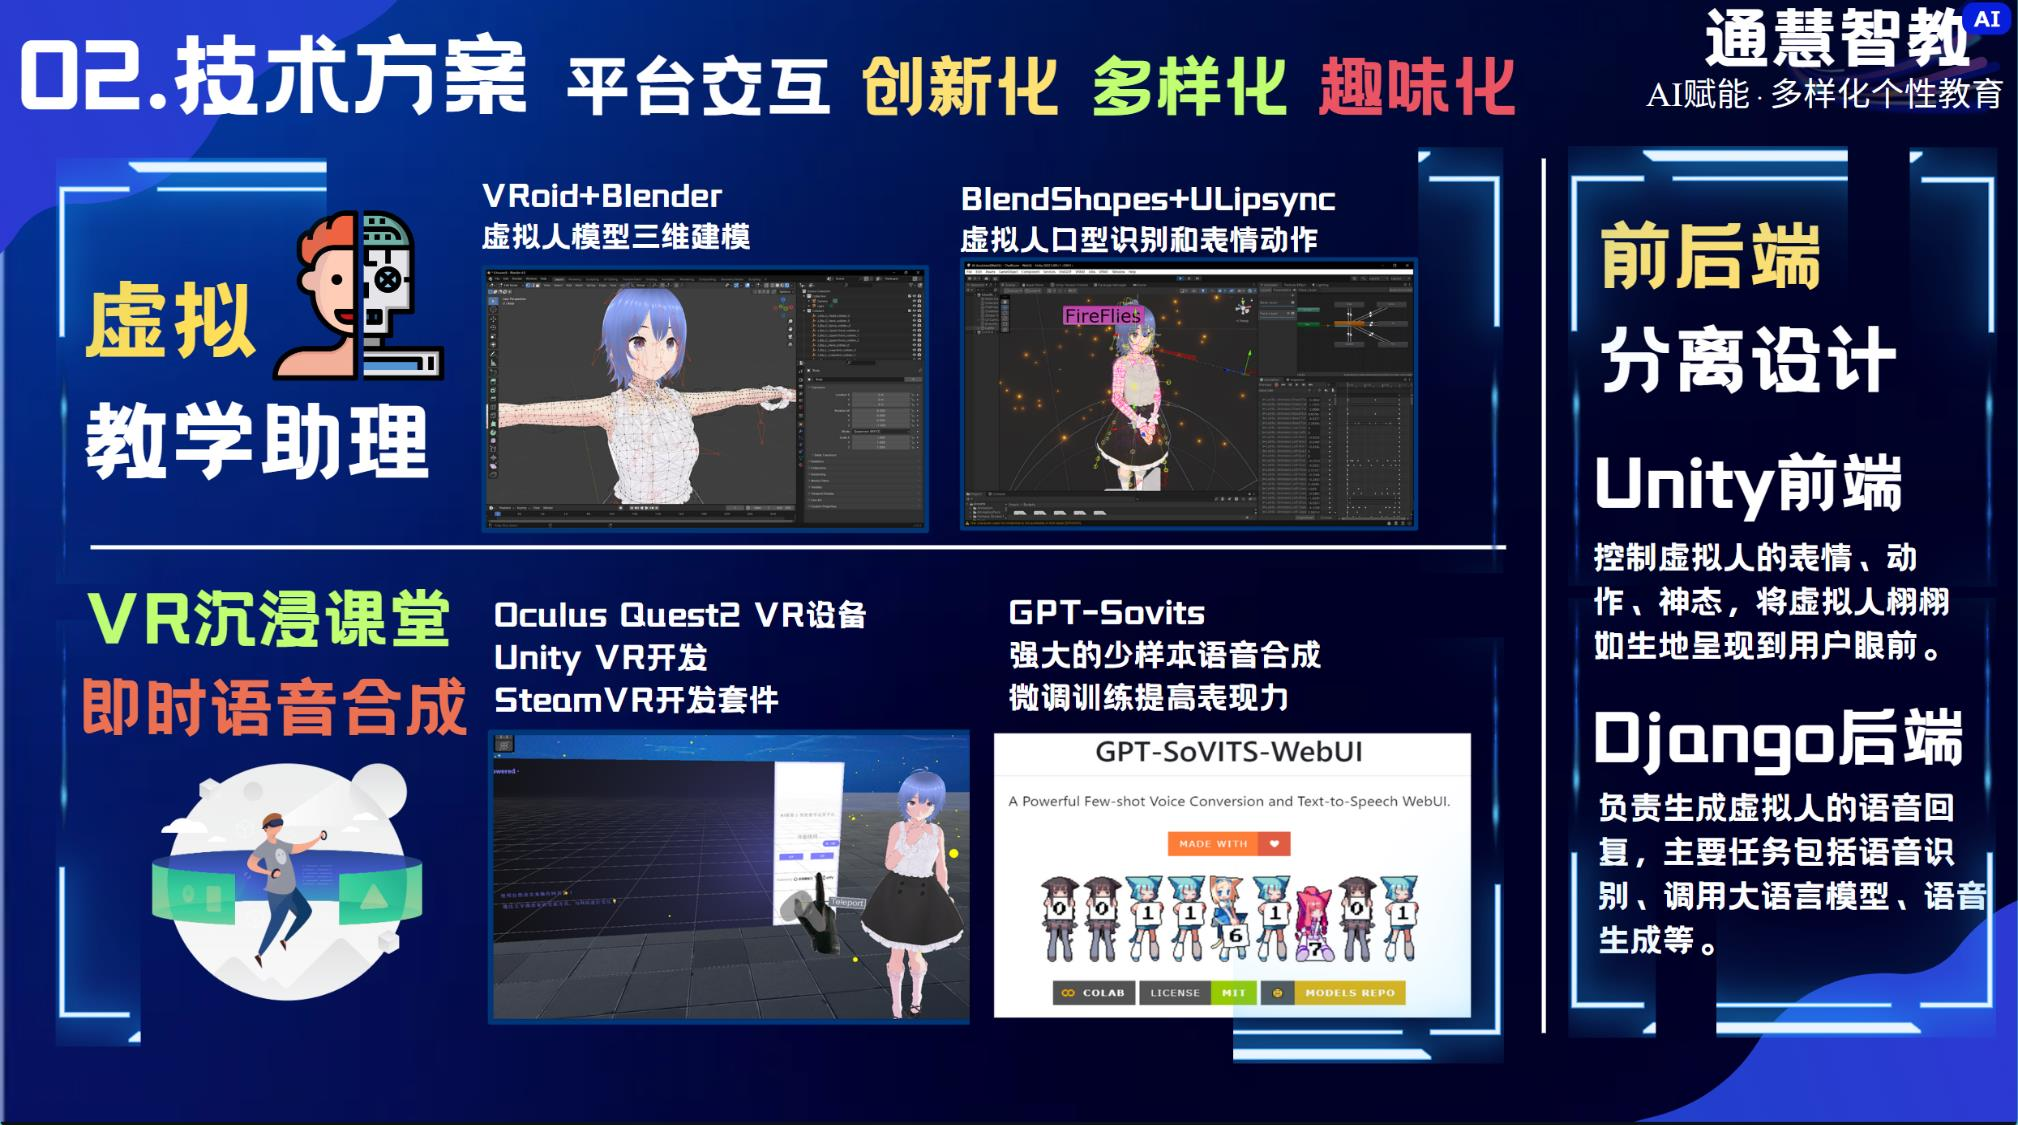 02.技术方案 平台交互 创新化 多样化 趣味化
通慧智教 AI
AI赋能·多样化个性教育
虚拟
教学助理
VRoid+Blender
虚拟人模型三维建模
BlendShapes+ULipsync
虚拟人口型识别和表情动作
FireFlies
VR沉浸课堂
即时语音合成
Oculus Quest2 VR设备
Unity VR开发
SteamVR开发套件
Teleport
GPT-Sovits
强大的少样本语音合成
微调训练提高表现力
GPT-SoVITS-WebUI
A Powerful Few-shot Voice Conversion and Text-to-Speech WebUI.
MADE WITH
0 0 1 1 6 1 7 0 1
COLAB LICENSE MIT MODELS REPO
前后端
分离设计
Unity前端
控制虚拟人的表情、动
作、神态，将虚拟人栩栩
如生地呈现到用户眼前。
Django后端
负责生成虚拟人的语音回
复，主要任务包括语音识
别、调用大语言模型、语音
生成等。